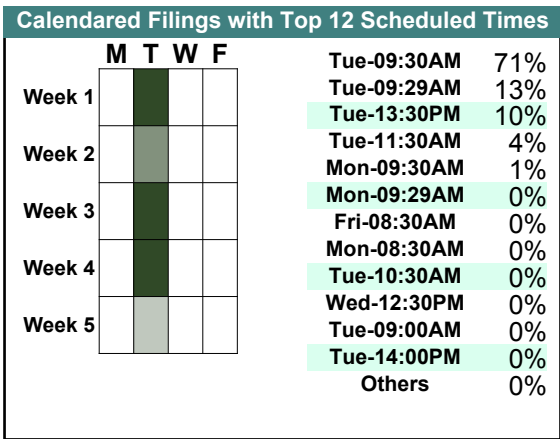 Calendared Filings with Top 12 Scheduled Times
M T W F
Week 1
Week 2
Week 3
Week 4
Week 5
Tue-09:30AM 71%
Tue-09:29AM 13%
Tue-13:30PM 10%
Tue-11:30AM 4%
Mon-09:30AM 1%
Mon-09:29AM 0%
Fri-08:30AM 0%
Mon-08:30AM 0%
Tue-10:30AM 0%
Wed-12:30PM 0%
Tue-09:00AM 0%
Tue-14:00PM 0%
Others 0%